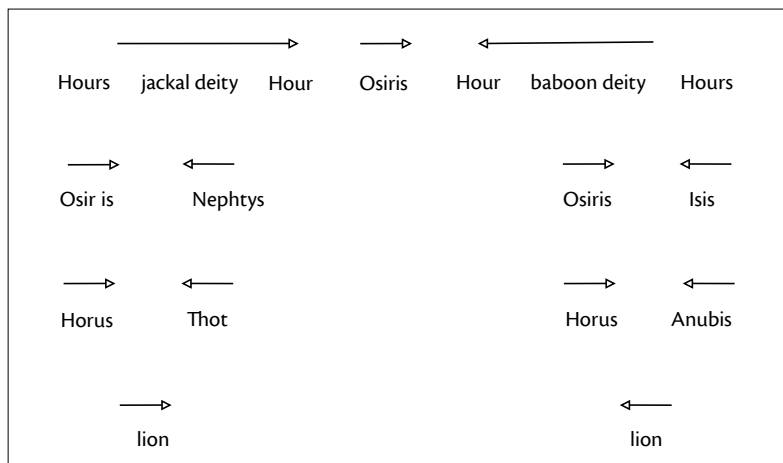 Hours jackal deity Hour Osiris Hour baboon deity Hours
Osir is Nephtys Osiris Isis
Horus Thot Horus Anubis
lion lion